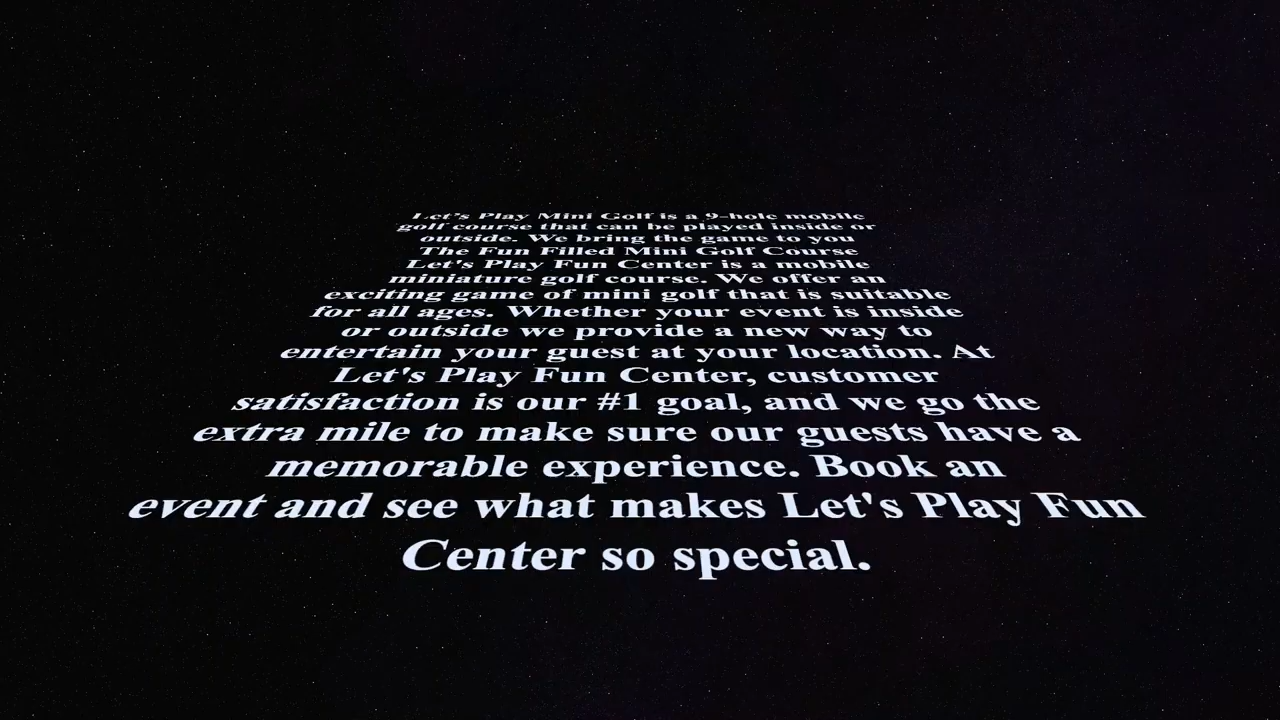 Let's Play Mini Golf is a 9-hole mobile
golf course that can be played inside or
outside. We bring the game to you
The Fun Filled Mini Golf Course
Let's Play Fun Center is a mobile
miniature golf course. We offer an
exciting game of mini golf that is suitable
for all ages. Whether your event is inside
or outside we provide a new way to
entertain your guest at your location. At
Let's Play Fun Center, customer
satisfaction is our #1 goal, and we go the
extra mile to make sure our guests have a
memorable experience. Book an
event and see what makes Let's Play Fun
Center so special.